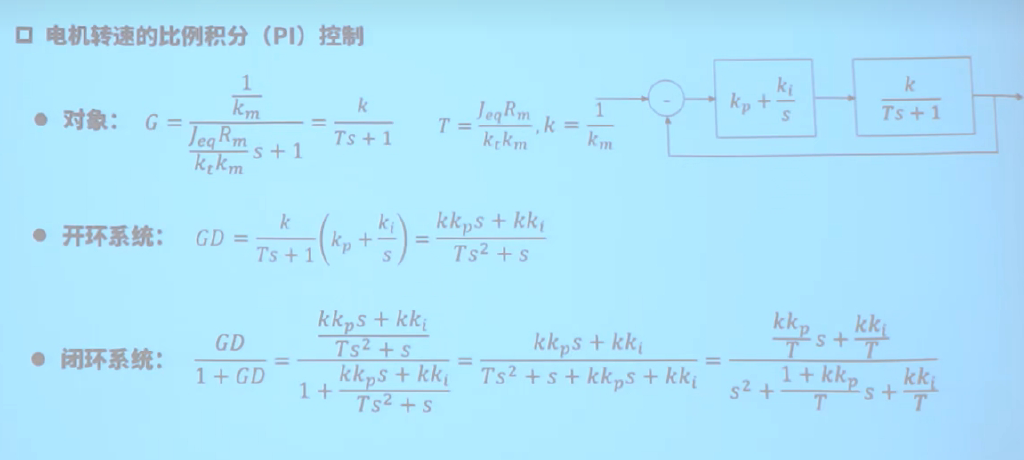 电机转速的比例积分（PI）控制
对象： G = \frac{\frac{1}{k_m}}{\frac{J_{eq}R_m}{k_t k_m}s + 1} = \frac{k}{Ts + 1} T = \frac{J_{eq}R_m}{k_t k_m}, k = \frac{1}{k_m}
- k_p + \frac{k_i}{s} \frac{k}{Ts + 1}
开环系统： GD = \frac{k}{Ts + 1}\left(k_p + \frac{k_i}{s}\right) = \frac{kk_p s + kk_i}{Ts^2 + s}
闭环系统： \frac{GD}{1 + GD} = \frac{\frac{kk_p s + kk_i}{Ts^2 + s}}{1 + \frac{kk_p s + kk_i}{Ts^2 + s}} = \frac{kk_p s + kk_i}{Ts^2 + s + kk_p s + kk_i} = \frac{\frac{kk_p}{T}s + \frac{kk_i}{T}}{s^2 + \frac{1 + kk_p}{T}s + \frac{kk_i}{T}}